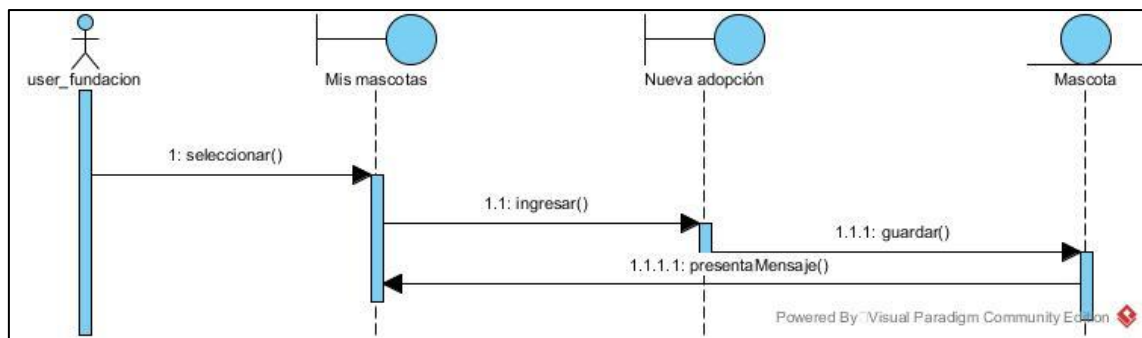 user_fundacion
Mis mascotas
Nueva adopción
Mascota
1: seleccionar()
1.1: ingresar()
1.1.1: guardar()
1.1.1.1: presentaMensaje()
Powered By Visual Paradigm Community Edition